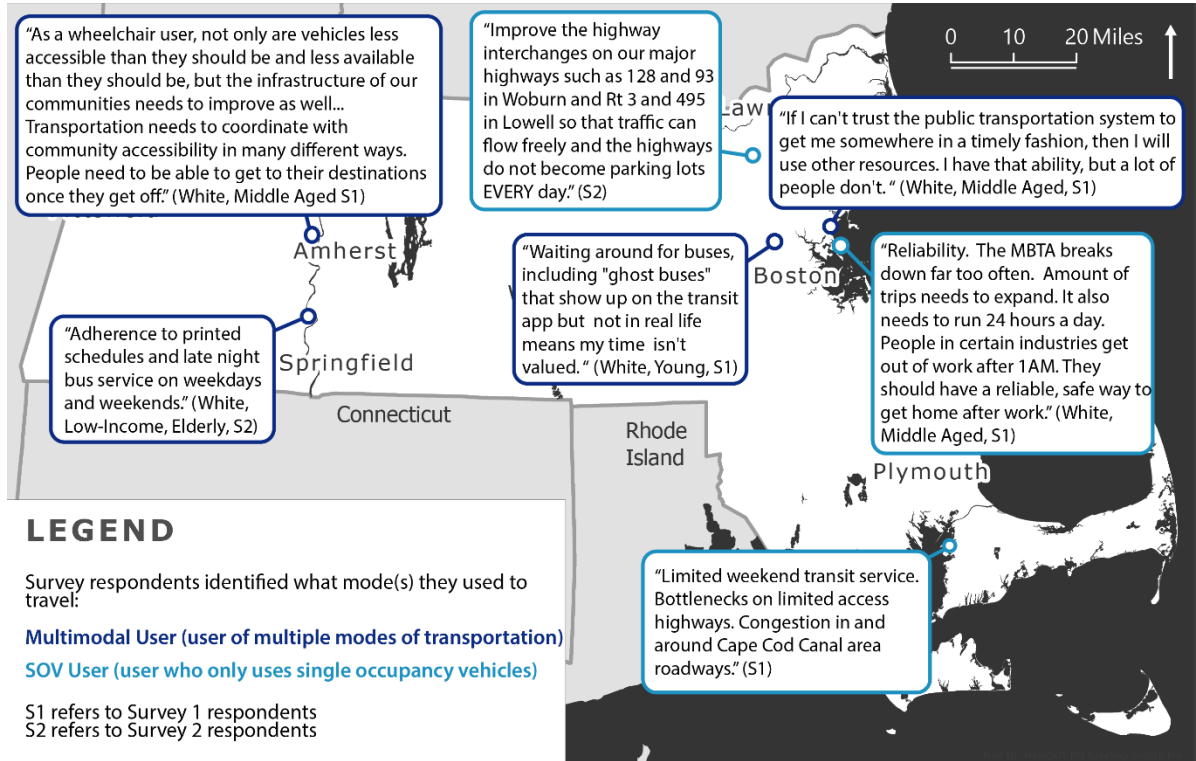 “As a wheelchair user, not only are vehicles less
accessible than they should be and less available
than they should be, but the infrastructure of our
communities needs to improve as well...
Transportation needs to coordinate with
community accessibility in many different ways.
People need to be able to get to their destinations
once they get off.” (White, Middle Aged S1)
“Improve the highway
interchanges on our major
highways such as 128 and 93
in Woburn and Rt 3 and 495
in Lowell so that traffic can
flow freely and the highways
do not become parking lots
EVERY day.” (S2)
0 10 20 Miles
“If I can't trust the public transportation system to
get me somewhere in a timely fashion, then I will
use other resources. I have that ability, but a lot of
people don't. “ (White, Middle Aged, S1)
Amherst
“Waiting around for buses,
including "ghost buses"
that show up on the transit
app but not in real life
means my time isn't
valued. “ (White, Young, S1)
Boston
“Reliability. The MBTA breaks
down far too often. Amount of
trips needs to expand. It also
needs to run 24 hours a day.
People in certain industries get
out of work after 1AM. They
should have a reliable, safe way to
get home after work.” (White,
Middle Aged, S1)
“Adherence to printed
schedules and late night
bus service on weekdays
and weekends.” (White,
Low-Income, Elderly, S2)
Springfield
Connecticut
Rhode
Island
Plymouth
“Limited weekend transit service.
Bottlenecks on limited access
highways. Congestion in and
around Cape Cod Canal area
roadways.” (S1)
LEGEND
Survey respondents identified what mode(s) they used to
travel:
Multimodal User (user of multiple modes of transportation)
SOV User (user who only uses single occupancy vehicles)
S1 refers to Survey 1 respondents
S2 refers to Survey 2 respondents